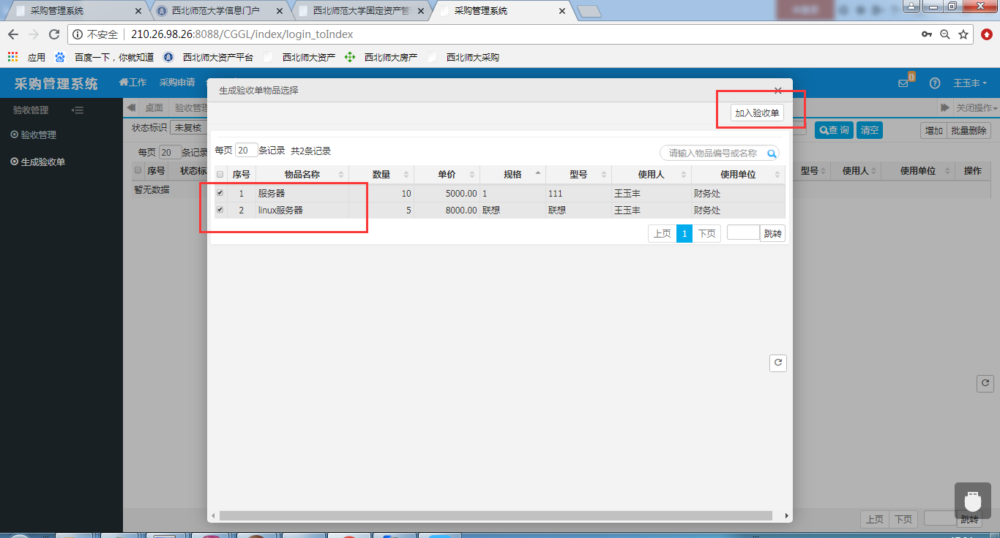 采购管理系统
西北师范大学信息门户
西北师范大学固定资产管
采购管理系统
不安全 210.26.98.26:8088/CGGL/index/login_toIndex
应用 百度一下，你就知道 西北师大资产平台 西北师大资产 西北师大房产 西北师大采购
采购管理系统 工作 采购申请 0 王玉丰
生成验收单物品选择
验收管理 桌面 验收管理 关闭操作
加入验收单
状态标识 未复核 查 询 清空 增加 批量删除
验收管理
生成验收单
每页 20 条记录
每页 20 条记录 共2条记录 请输入物品编号或名称
序号 状态标 型号 使用人 使用单位 操作
暂无数据
序号 物品名称 数量 单价 规格 型号 使用人 使用单位
1 服务器 10 5000.00 1 111 王玉丰 财务处
2 linux服务器 5 8000.00 联想 联想 王玉丰 财务处
上页 1 下页 跳转
上页 下页 跳转